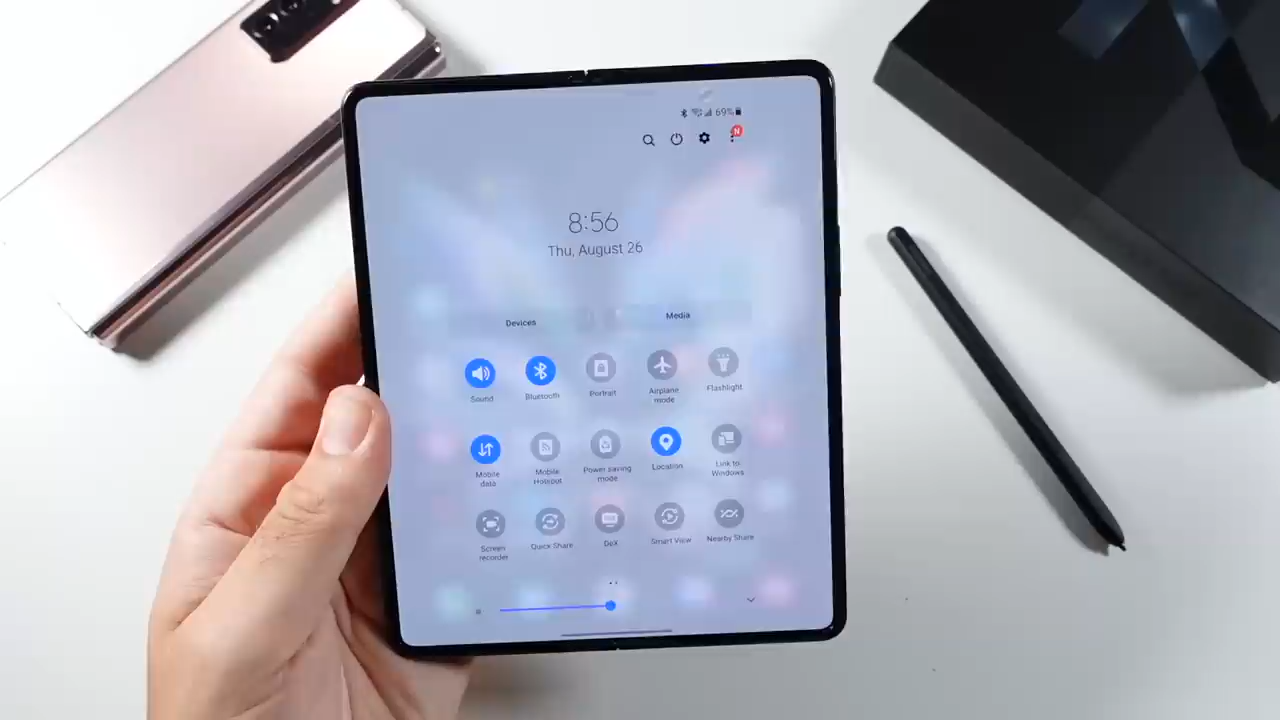 69%
N
8:56
Thu, August 26
Devices Media
Sound Bluetooth Portrait Airplane mode Flashlight
Mobile data Mobile Hotspot Power saving mode Location Link to Windows
Screen recorder Quick Share DeX Smart View Nearby Share